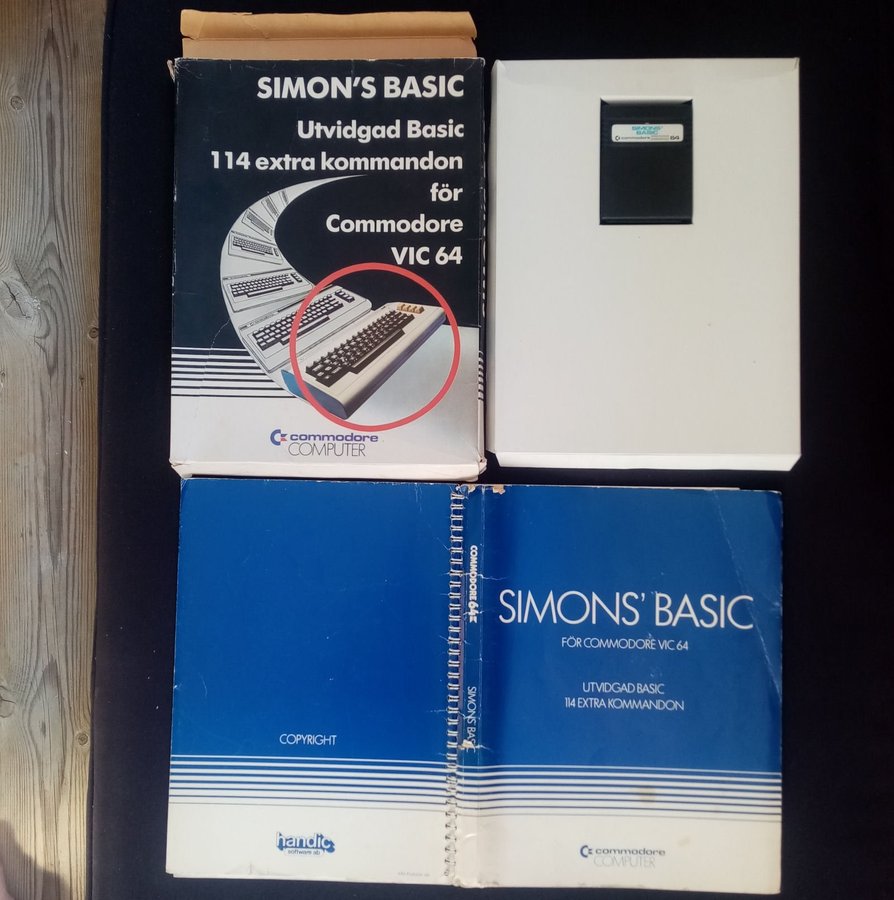 SIMON'S BASIC
Utvidgad Basic
114 extra kommandon
för
Commodore
VIC 64
commodore
COMPUTER
SIMONS'
BASIC
commodore 64
COPYRIGHT
handic
software ab
COMMODORE 64
SIMONS' BASIC
SIMONS' BASIC
FÖR COMMODORE VIC 64
UTVIDGAD BASIC
114 EXTRA KOMMANDON
commodore
COMPUTER